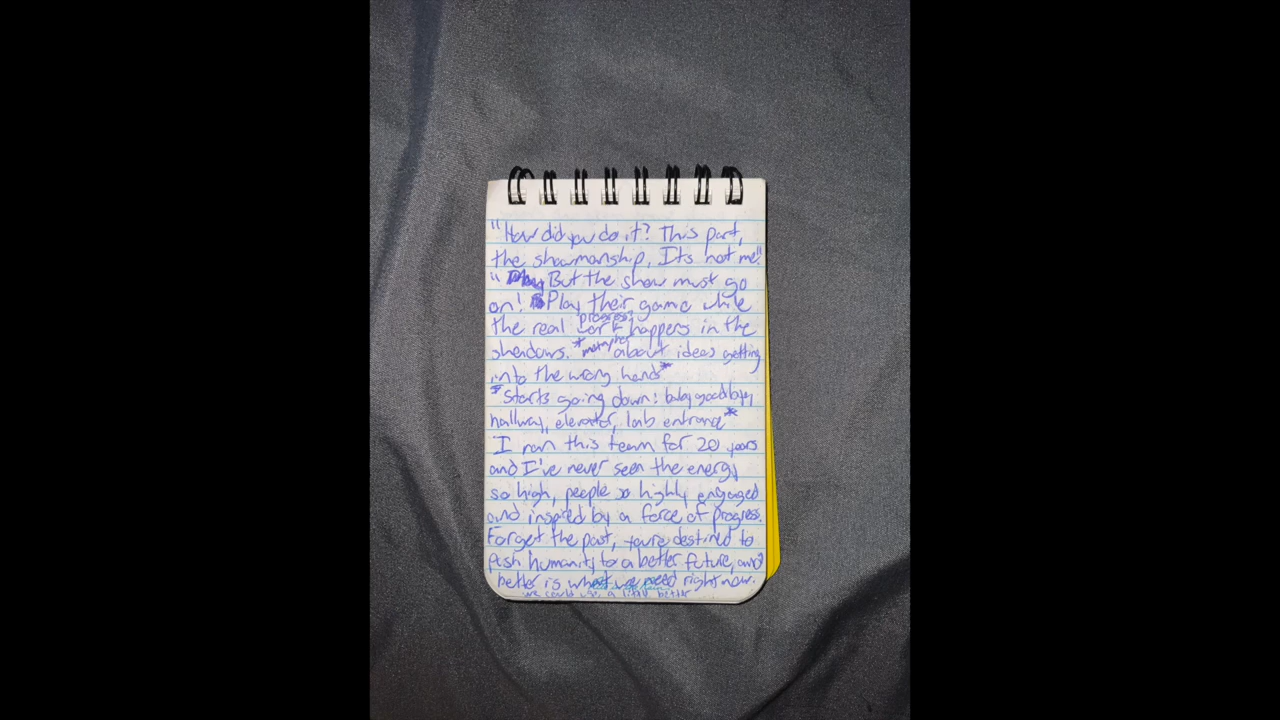 "How did you do it? This part,
the showmanship, Its not me"
" But the show must go
on! Play their game while
progress?
the real work happens in the
shadows. *metaphor about ideas getting
into the wrong hands*
*Starts going down: baby goodbye,
hallway, elevator, lab entrance*
I ran this team for 20 years
and I've never seen the energy
so high, people so highly engaged
and inspired by a force of progress.
Forget the past, you're destined to
push humanity to a better future, and
better is what we need right now.
we could use a little better